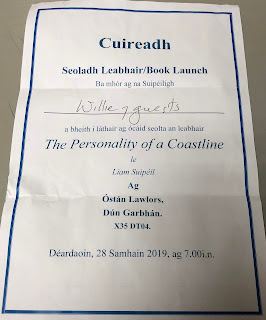 Cuireadh
Seoladh Leabhair/Book Launch
Ba mhór ag na Suipéiligh
Willie & guests
a bheith i láthair ag ócáid seolta an leabhair
The Personality of a Coastline
le
Liam Suipéil
Ag
Óstán Lawlors,
Dún Garbhán.
X35 DT04.
Déardaoin, 28 Samhain 2019, ag 7.00i.n.